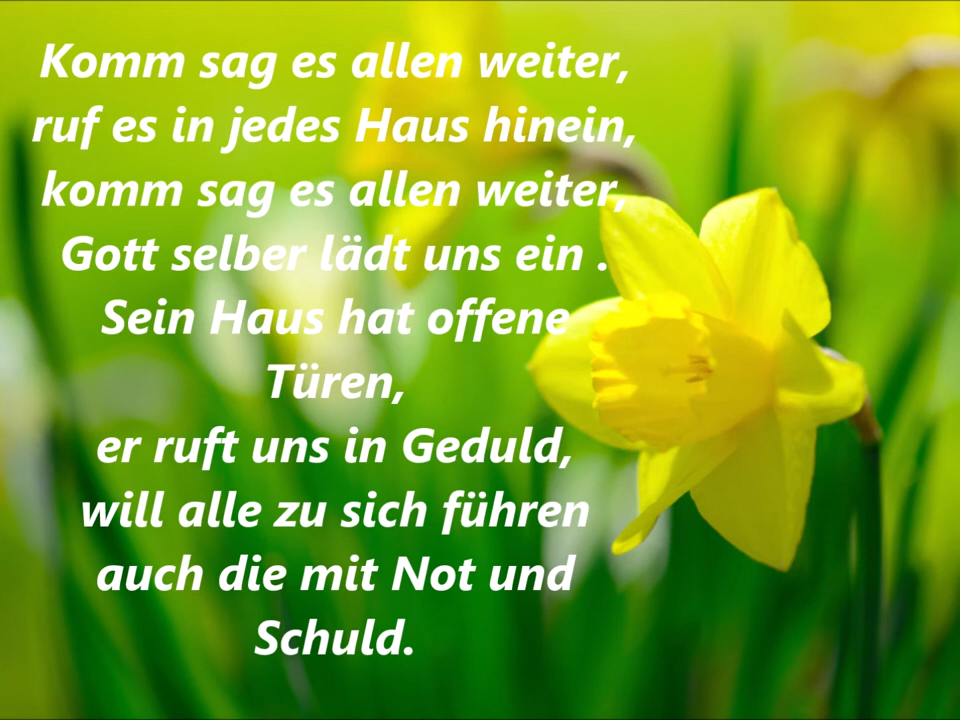 Komm sag es allen weiter,
ruf es in jedes Haus hinein,
komm sag es allen weiter,
Gott selber lädt uns ein .
Sein Haus hat offene
Türen,
er ruft uns in Geduld,
will alle zu sich führen
auch die mit Not und
Schuld.